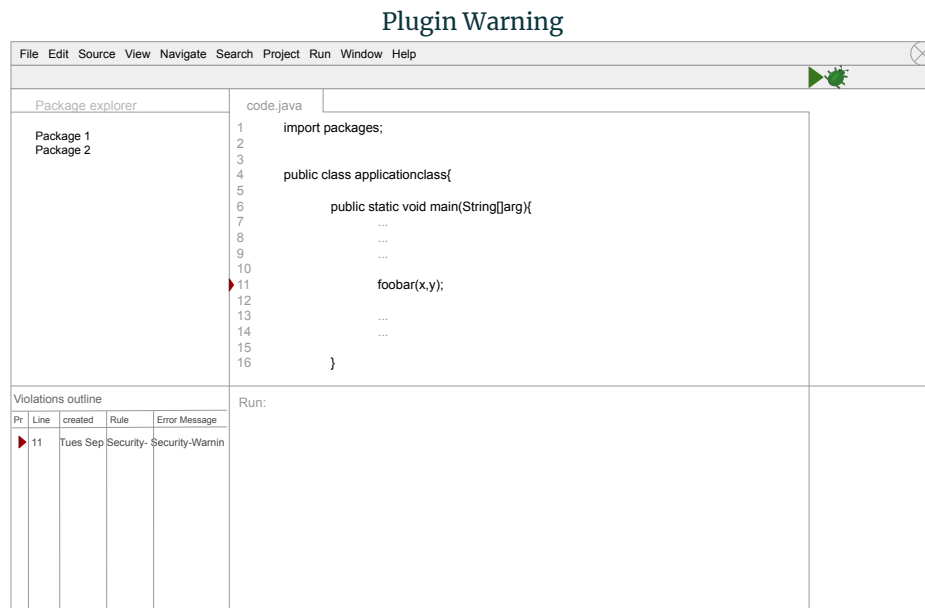 Plugin Warning
File Edit Source View Navigate Search Project Run Window Help
Package explorer
Package 1
Package 2
code.java
1 import packages;
2
3
4 public class applicationclass{
5
6 public static void main(String[]arg){
7 ...
8 ...
9 ...
10
11 foobar(x,y);
12
13 ...
14 ...
15
16 }
Violations outline
Pr Line created Rule Error Message
11 Tues Sep Security- Security-Warnin
Run: